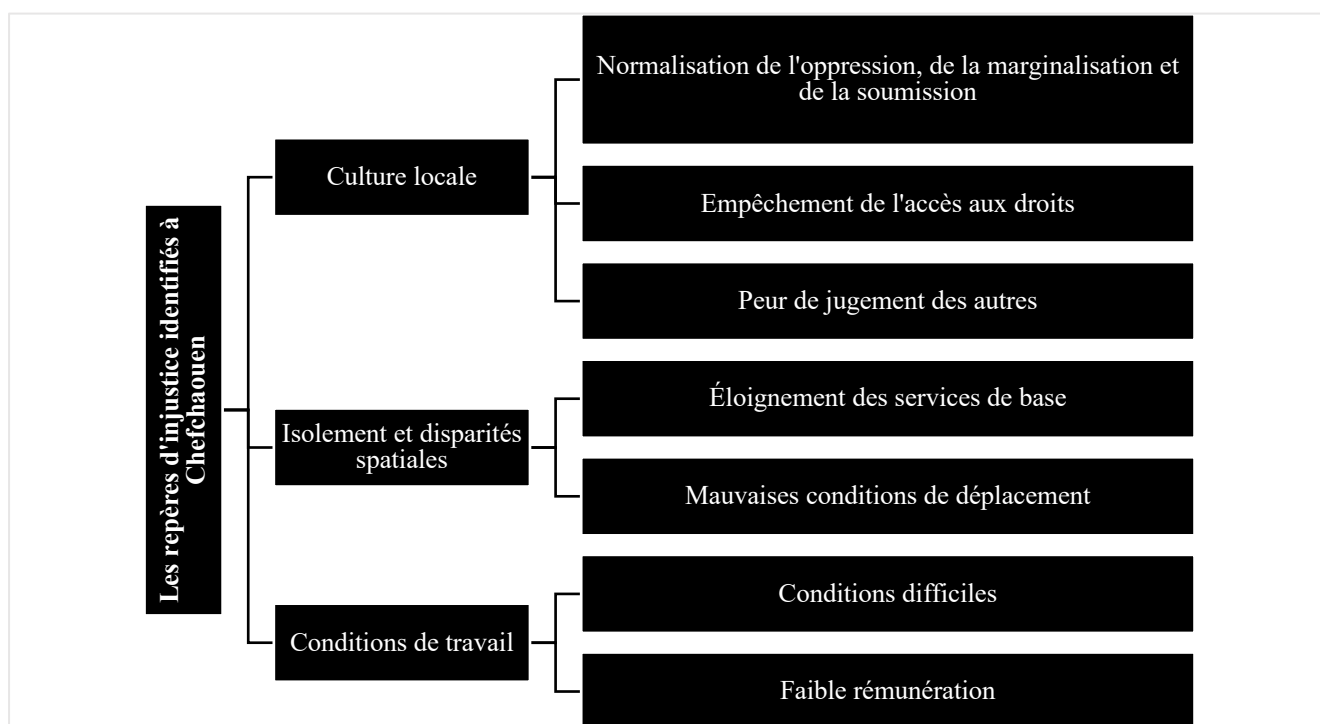 Les repères d'injustice identifiés à
Chefchaouen
Culture locale
Normalisation de l'oppression, de la marginalisation et
de la soumission
Empêchement de l'accès aux droits
Peur de jugement des autres
Isolement et disparités
spatiales
Éloignement des services de base
Mauvaises conditions de déplacement
Conditions de travail
Conditions difficiles
Faible rémunération